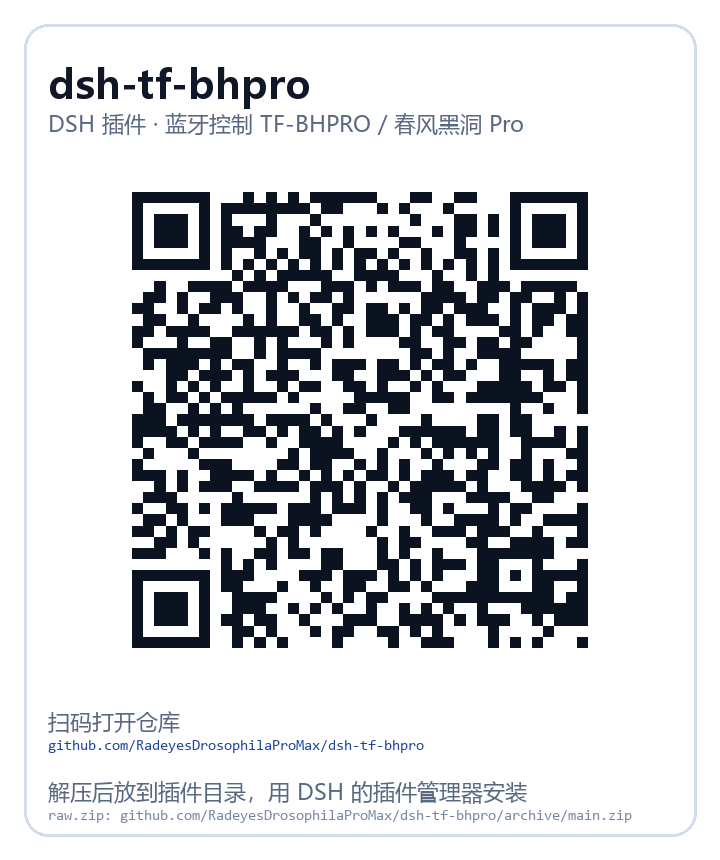 dsh-tf-bhpro
DSH 插件 · 蓝牙控制 TF-BHPRO / 春风黑洞 Pro
扫码打开仓库
github.com/RadeyesDrosophilaProMax/dsh-tf-bhpro
解压后放到插件目录，用 DSH 的插件管理器安装
raw.zip: github.com/RadeyesDrosophilaProMax/dsh-tf-bhpro/archive/main.zip